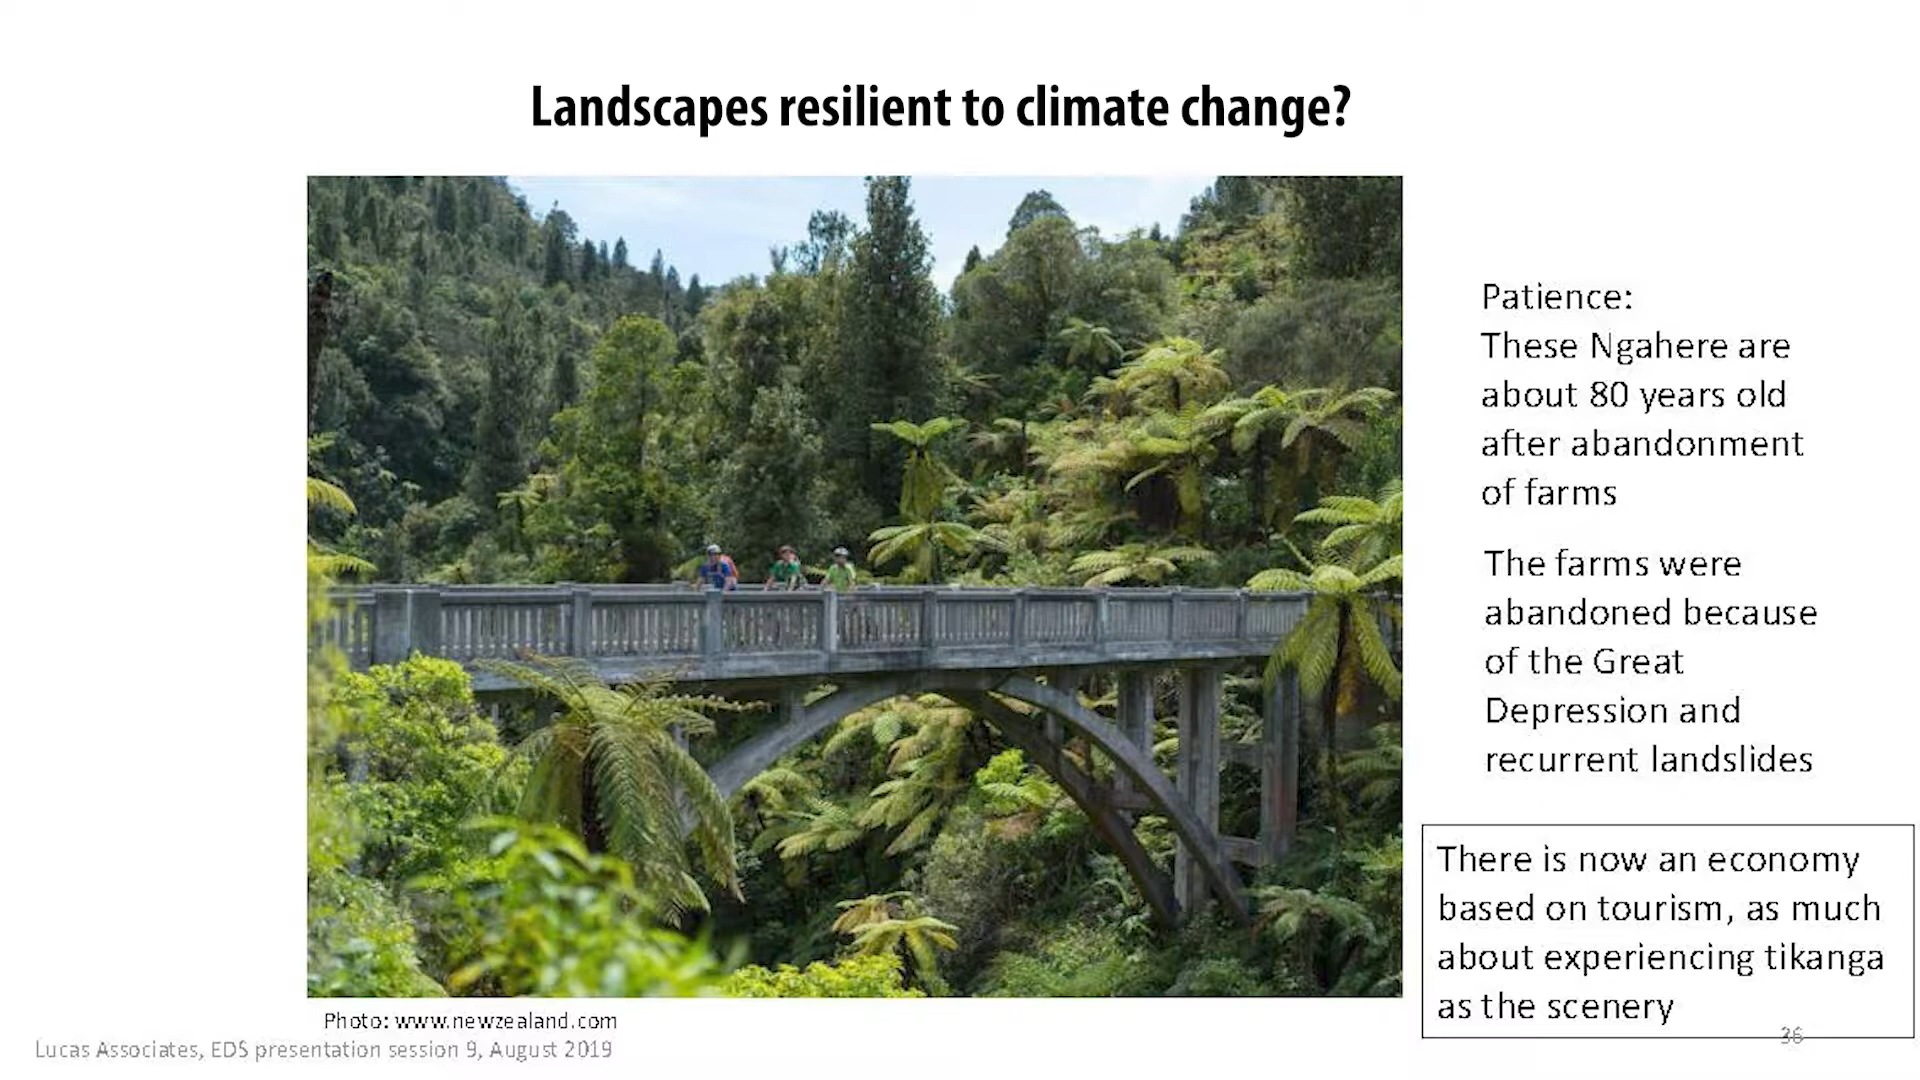 Landscapes resilient to climate change?
Patience:
These Ngahere are
about 80 years old
after abandonment
of farms
The farms were
abandoned because
of the Great
Depression and
recurrent landslides
There is now an economy
based on tourism, as much
about experiencing tikanga
as the scenery
Photo: www.newzealand.com
Lucas Associates, EDS presentation session 9, August 2019
36